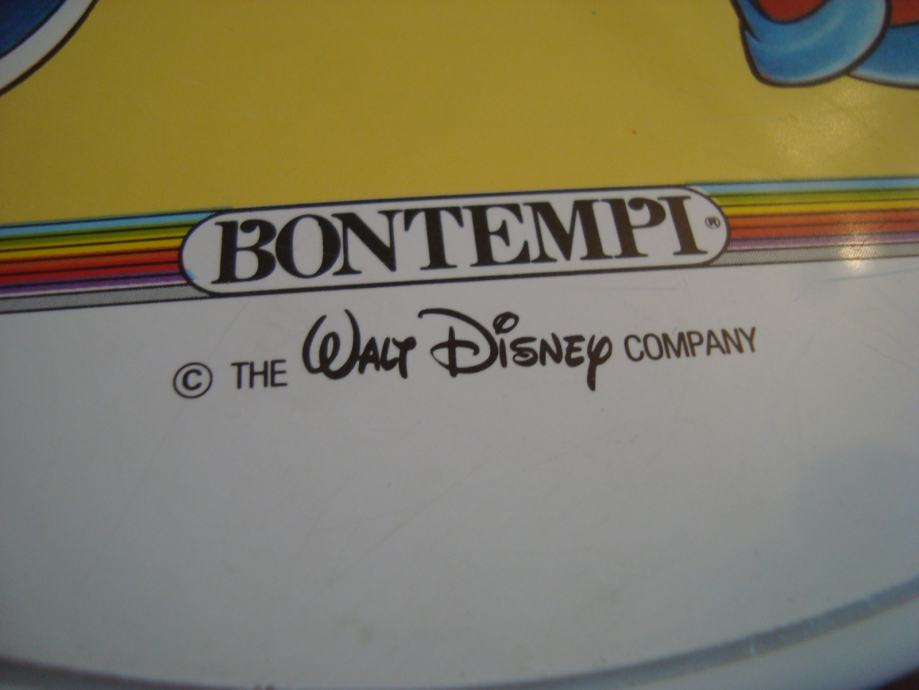 BONTEMPI®
© THE WALT DISNEY COMPANY